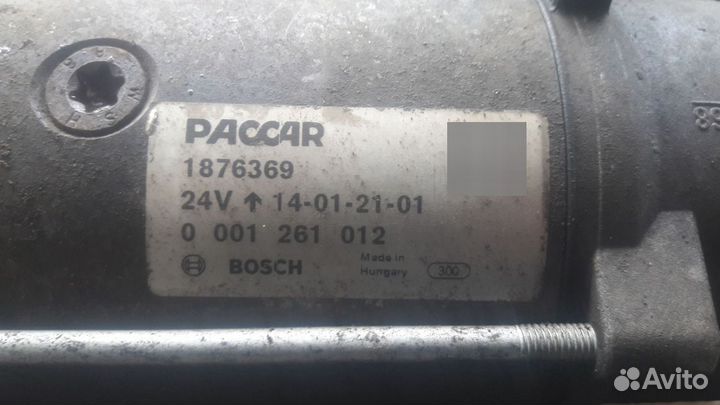 PACCAR
1876369
24V ↑ 14-01-21-01
0 001 261 012
BOSCH
Made in
Hungary
300
Avito